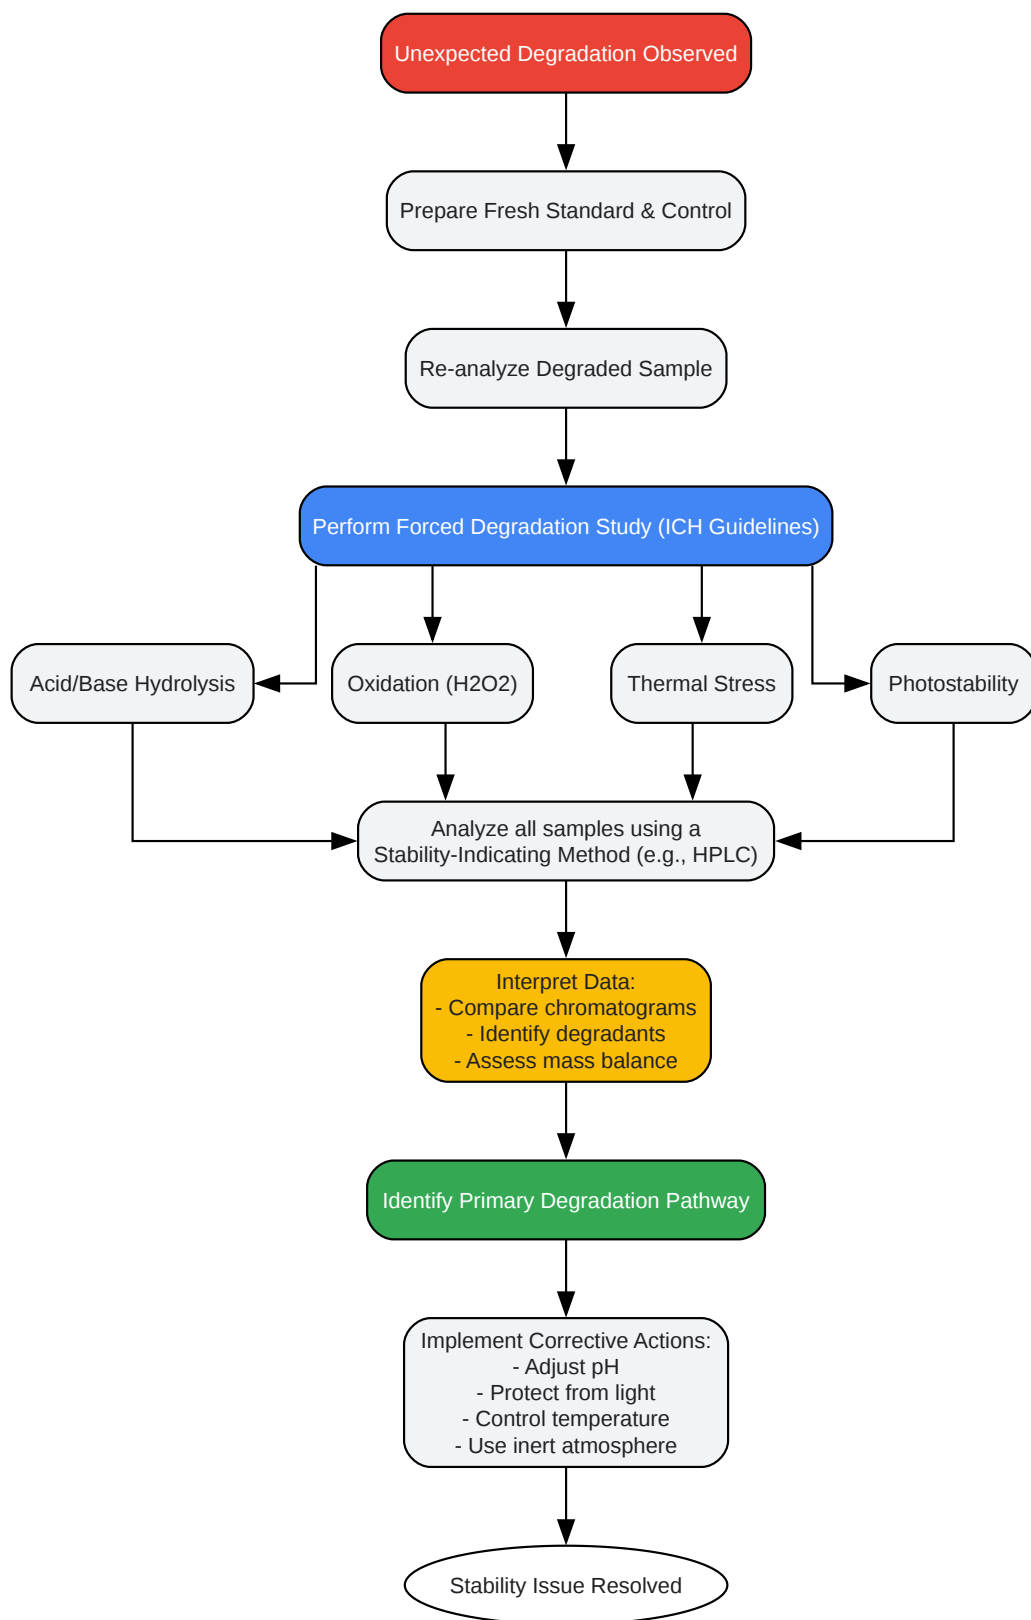 Unexpected Degradation Observed
Prepare Fresh Standard & Control
Re-analyze Degraded Sample
Perform Forced Degradation Study (ICH Guidelines)
Acid/Base Hydrolysis
Oxidation (H2O2)
Thermal Stress
Photostability
Analyze all samples using a
Stability-Indicating Method (e.g., HPLC)
Interpret Data:
- Compare chromatograms
- Identify degradants
- Assess mass balance
Identify Primary Degradation Pathway
Implement Corrective Actions:
- Adjust pH
- Protect from light
- Control temperature
- Use inert atmosphere
Stability Issue Resolved